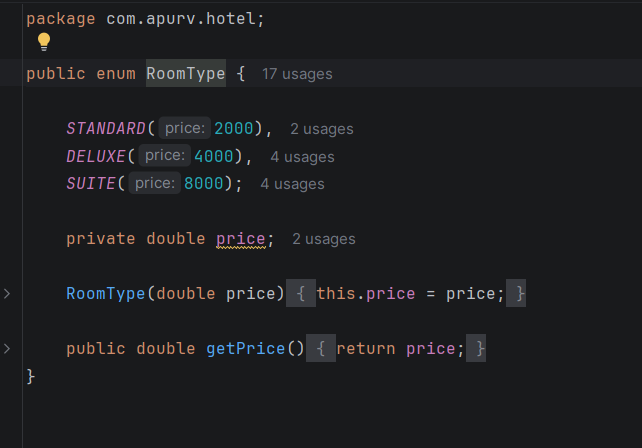 package com.apurv.hotel;
public enum RoomType { 17 usages
STANDARD( price: 2000), 2 usages
DELUXE( price: 4000), 4 usages
SUITE( price: 8000); 4 usages
private double price; 2 usages
RoomType(double price) { this.price = price; }
public double getPrice() { return price; }
}